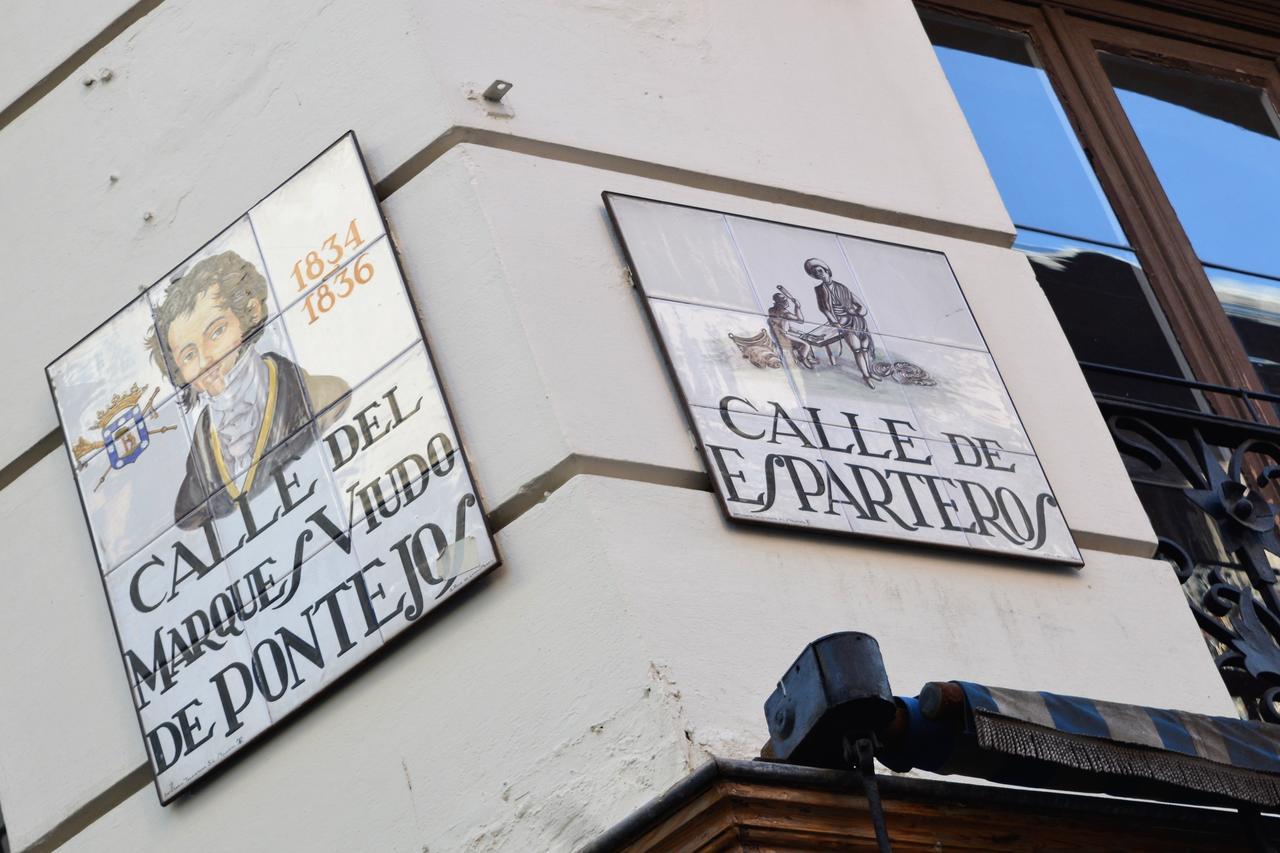 1834
1836
CALLE DEL
MARQUES VIUDO
DE PONTEJOS
CALLE DE
ESPARTEROS